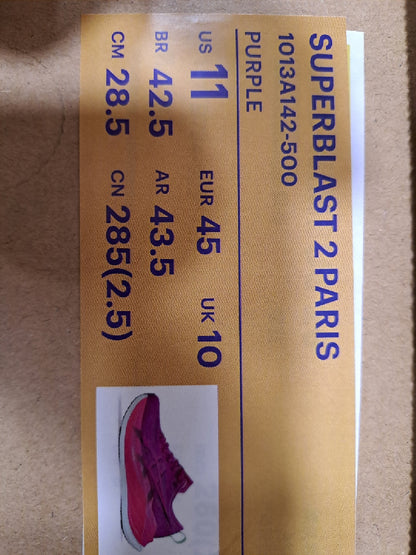 SUPERBLAST 2 PARIS
1013A142-500
PURPLE
US 11 EUR 45 UK 10
BR 42.5 AR 43.5
CM 28.5 CN 285(2.5)